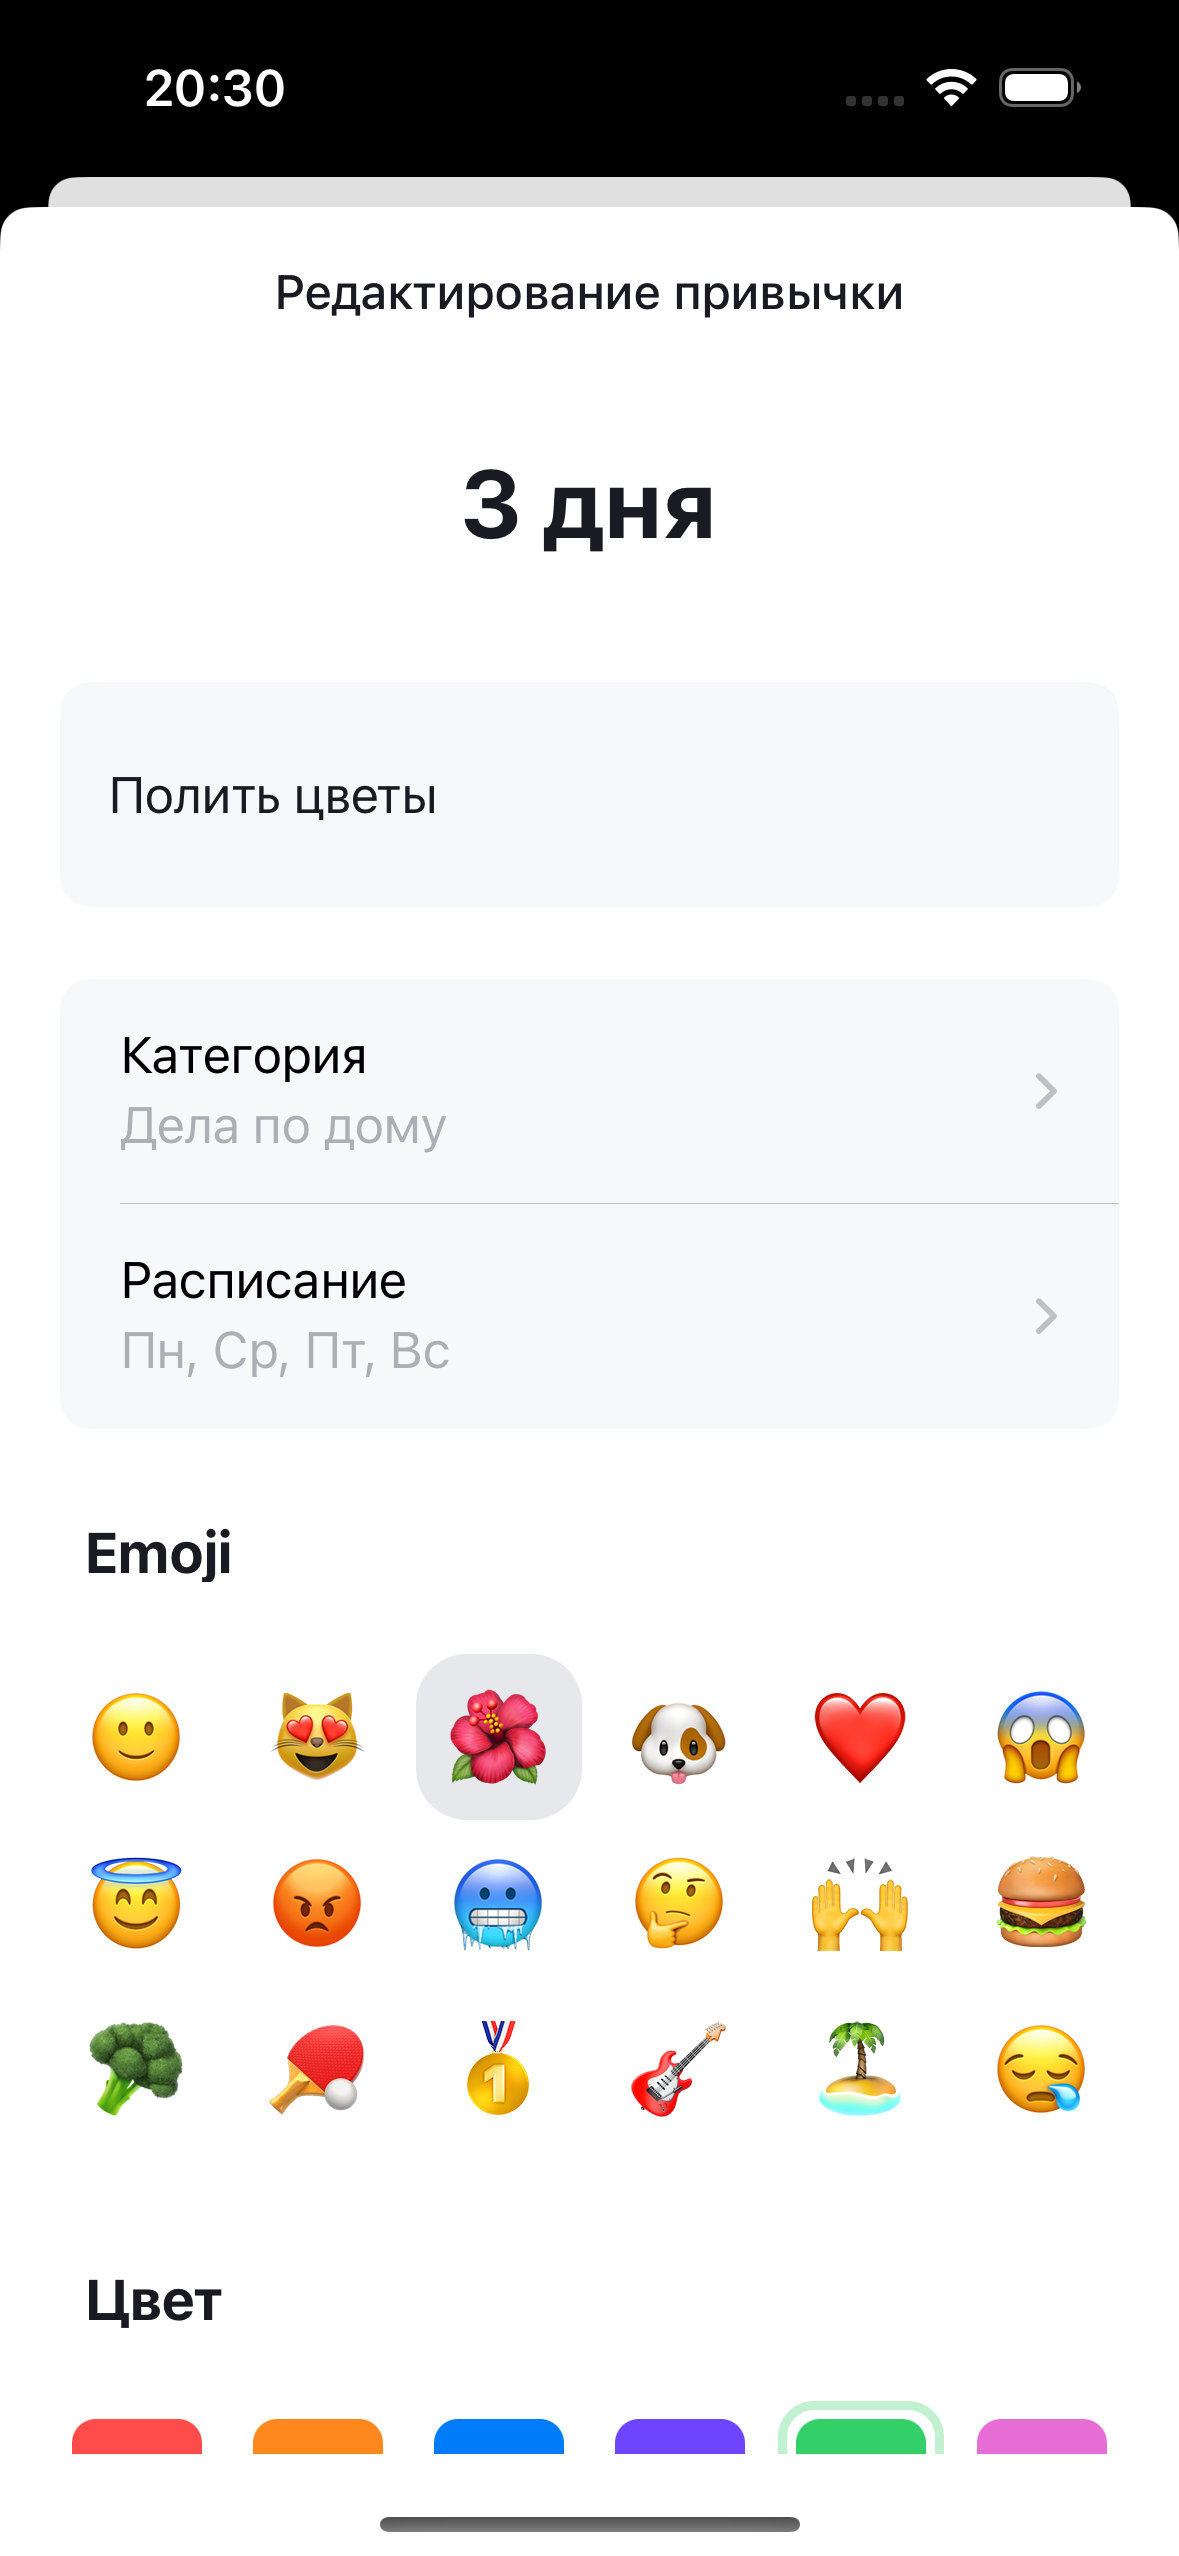 20:30
Редактирование привычки
3 дня
Полить цветы
Категория
Дела по дому
Расписание
Пн, Ср, Пт, Вс
Emoji
Цвет